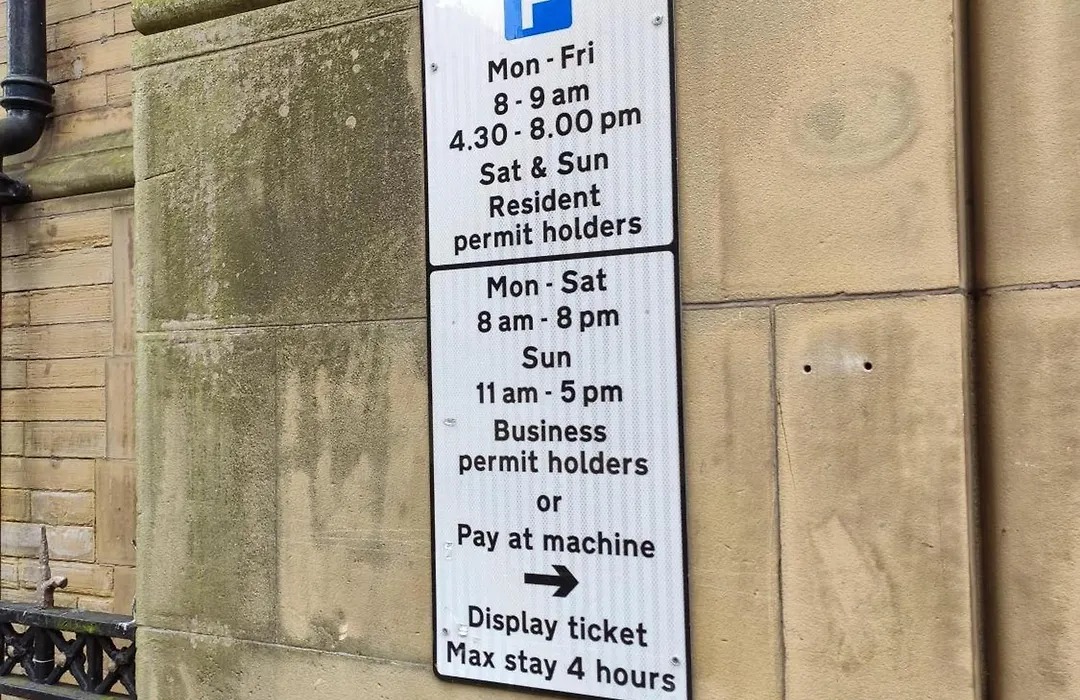 P
Mon - Fri
8 - 9 am
4.30 - 8.00 pm
Sat & Sun
Resident
permit holders
Mon - Sat
8 am - 8 pm
Sun
11 am - 5 pm
Business
permit holders
or
Pay at machine
→
Display ticket
Max stay 4 hours